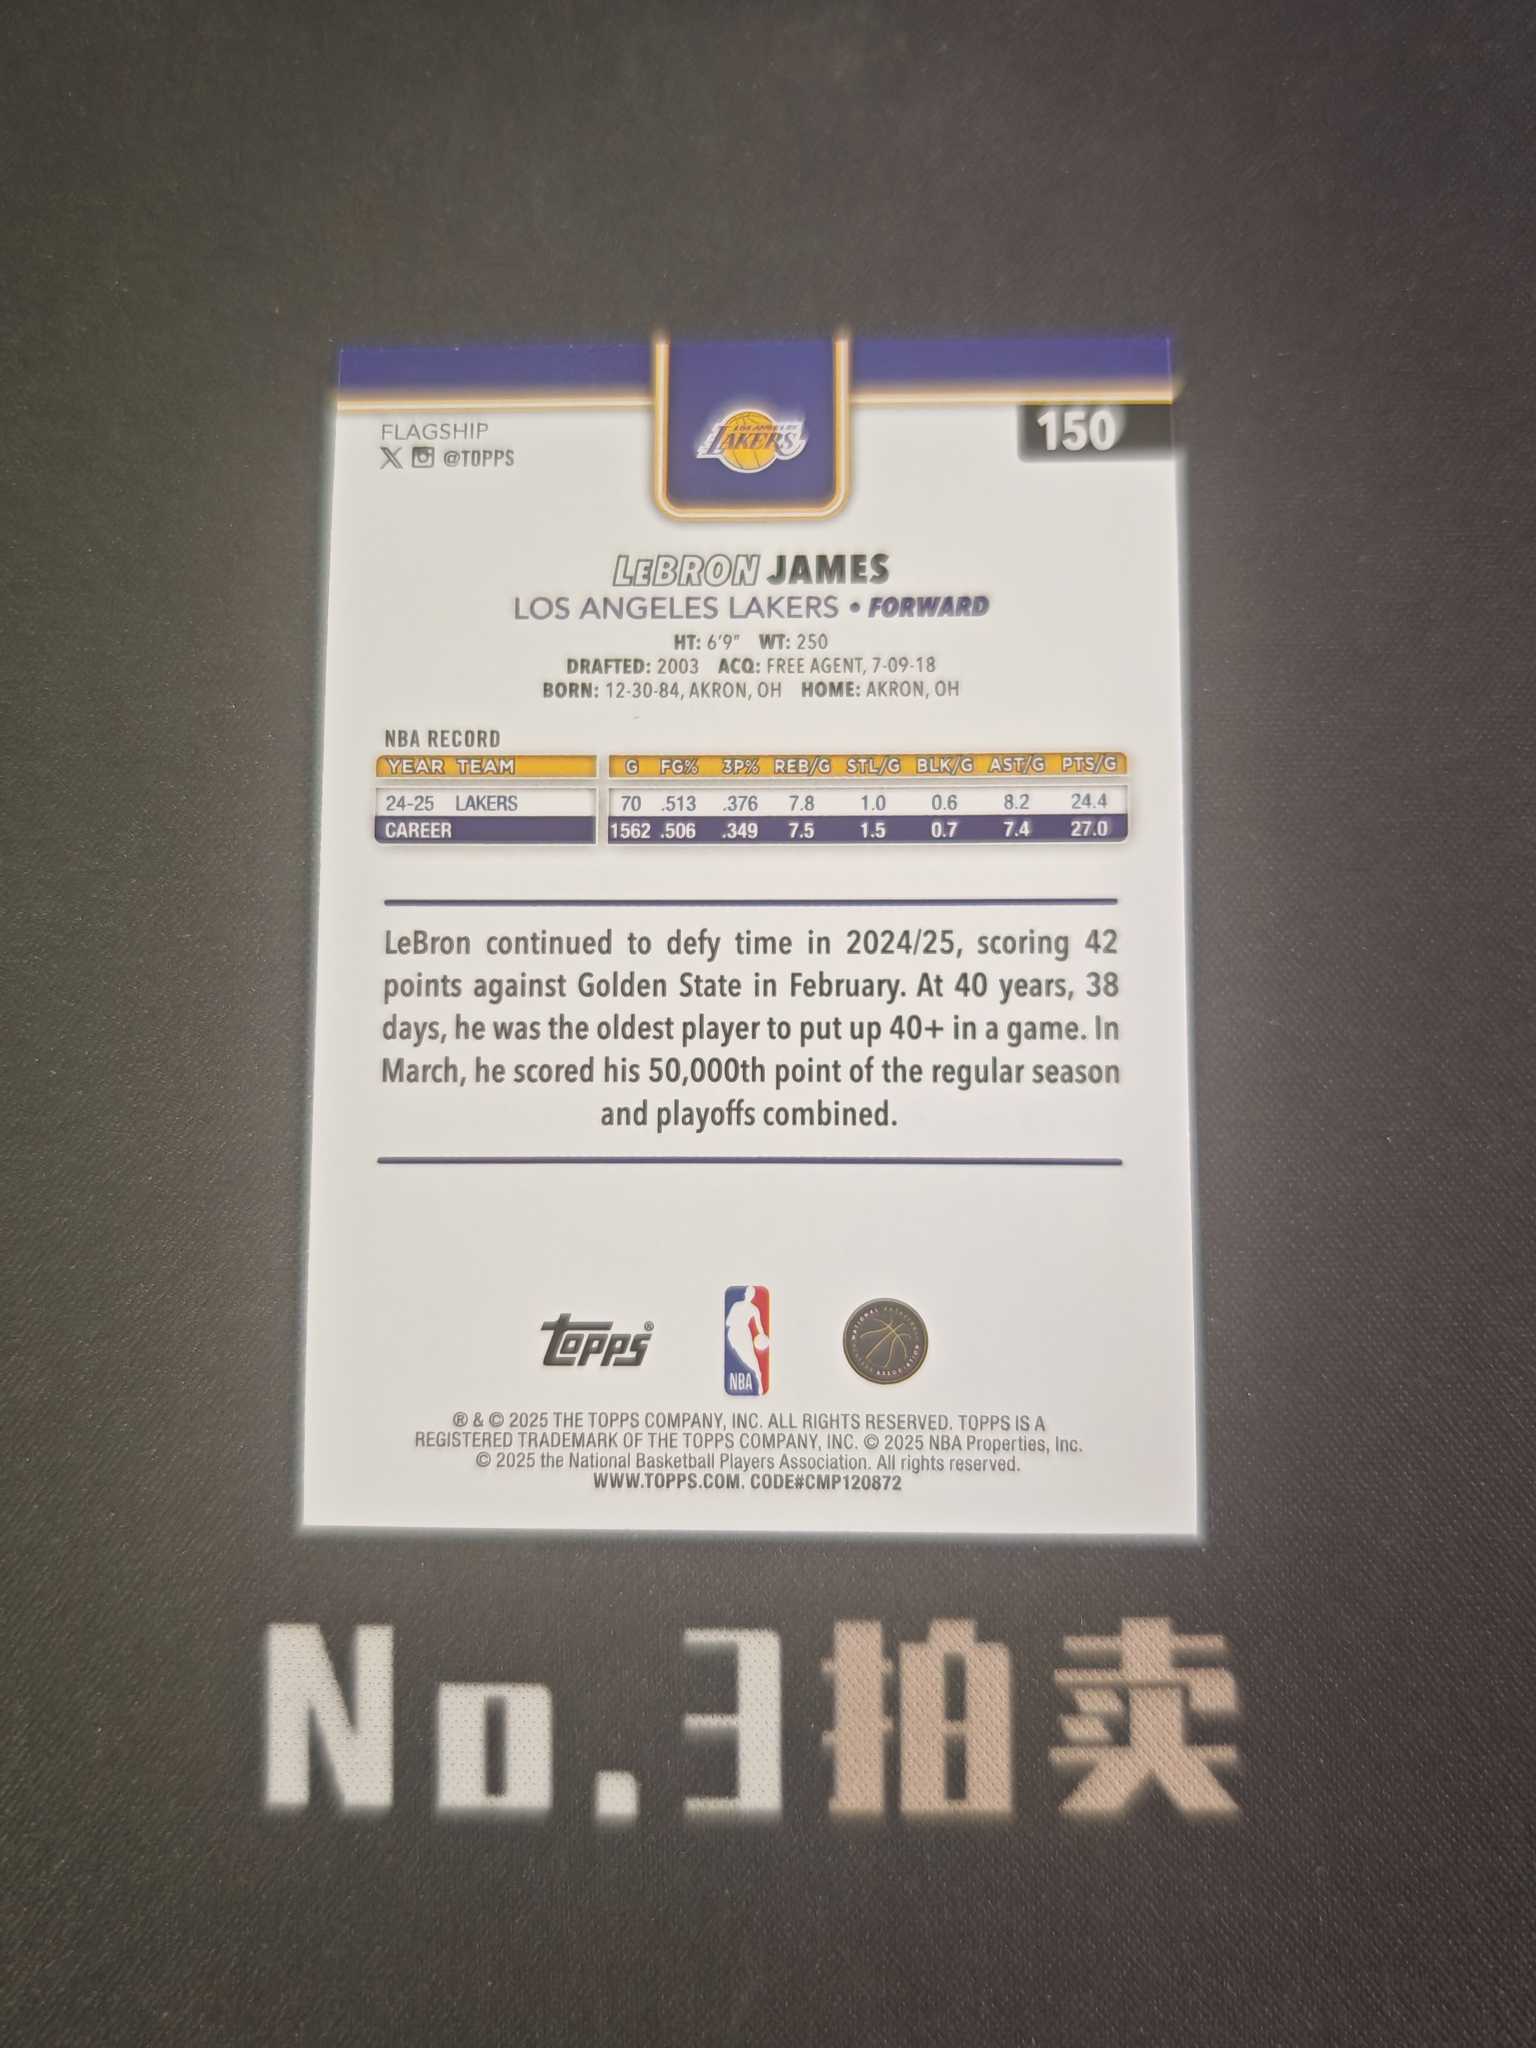 LOS ANGELES
LAKERS
150
FLAGSHIP
@TOPPS
LeBRON JAMES
LOS ANGELES LAKERS • FORWARD
HT: 6'9" WT: 250
DRAFTED: 2003 ACQ: FREE AGENT, 7-09-18
BORN: 12-30-84, AKRON, OH HOME: AKRON, OH
NBA RECORD
YEAR TEAM G FG% 3P% REB/G STL/G BLK/G AST/G PTS/G
24-25 LAKERS 70 .513 .376 7.8 1.0 0.6 8.2 24.4
CAREER 1562 .506 .349 7.5 1.5 0.7 7.4 27.0
LeBron continued to defy time in 2024/25, scoring 42
points against Golden State in February. At 40 years, 38
days, he was the oldest player to put up 40+ in a game. In
March, he scored his 50,000th point of the regular season
and playoffs combined.
topps®
NBA
NATIONAL BASKETBALL PLAYERS ASSOCIATION
® & © 2025 THE TOPPS COMPANY, INC. ALL RIGHTS RESERVED. TOPPS IS A
REGISTERED TRADEMARK OF THE TOPPS COMPANY, INC. © 2025 NBA Properties, Inc.
© 2025 the National Basketball Players Association. All rights reserved.
WWW.TOPPS.COM. CODE#CMP120872
No.3拍卖